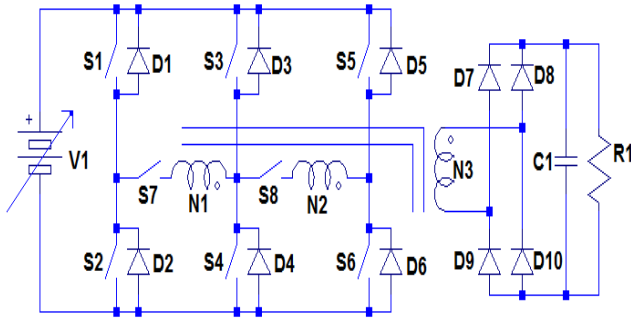 S1 D1 S3 D3 S5 D5 D7 D8
+
V1 C1 R1
S7 N1 S8 N2 N3
S2 D2 S4 D4 S6 D6 D9 D10